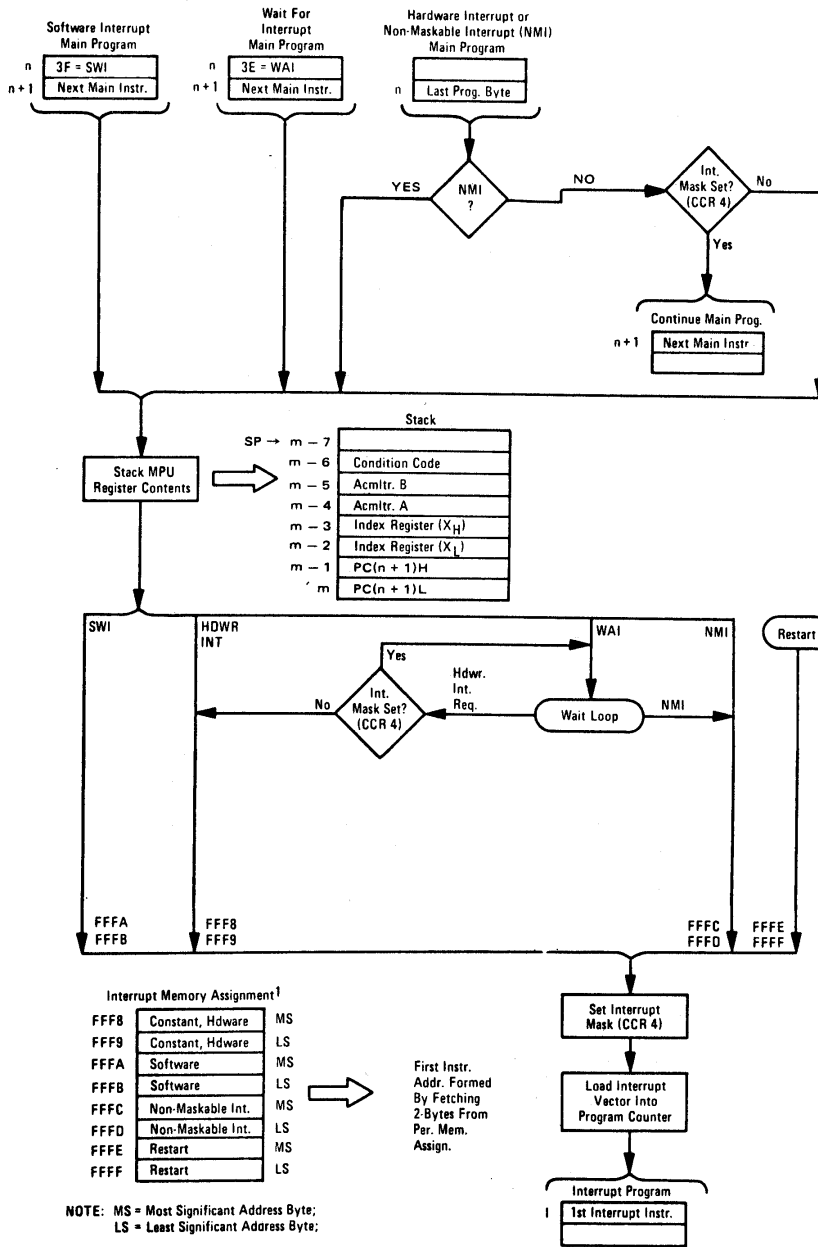 Software Interrupt
Main Program
n 3F = SWI
n+1 Next Main Instr.
Wait For
Interrupt
Main Program
n 3E = WAI
n+1 Next Main Instr.
Hardware Interrupt or
Non-Maskable Interrupt (NMI)
Main Program
n Last Prog. Byte
YES
NMI
?
NO
Int.
Mask Set?
(CCR 4)
No
Yes
Continue Main Prog.
n+1 Next Main Instr
Stack MPU
Register Contents
Stack
SP → m – 7
m – 6 Condition Code
m – 5 Acmltr. B
m – 4 Acmltr. A
m – 3 Index Register (XH)
m – 2 Index Register (XL)
m – 1 PC(n + 1)H
m PC(n + 1)L
SWI
HDWR
INT
WAI
NMI
Restart
Yes
Int.
Mask Set?
(CCR 4)
No
Hdwr.
Int.
Req.
Wait Loop
NMI
FFFA
FFFB
FFF8
FFF9
FFFC
FFFD
FFFE
FFFF
Interrupt Memory Assignment1
FFF8 Constant, Hdware MS
FFF9 Constant, Hdware LS
FFFA Software MS
FFFB Software LS
FFFC Non-Maskable Int. MS
FFFD Non-Maskable Int. LS
FFFE Restart MS
FFFF Restart LS
NOTE: MS = Most Significant Address Byte;
LS = Least Significant Address Byte;
First Instr.
Addr. Formed
By Fetching
2-Bytes From
Per. Mem.
Assign.
Set Interrupt
Mask (CCR 4)
Load Interrupt
Vector Into
Program Counter
Interrupt Program
I 1st Interrupt Instr.